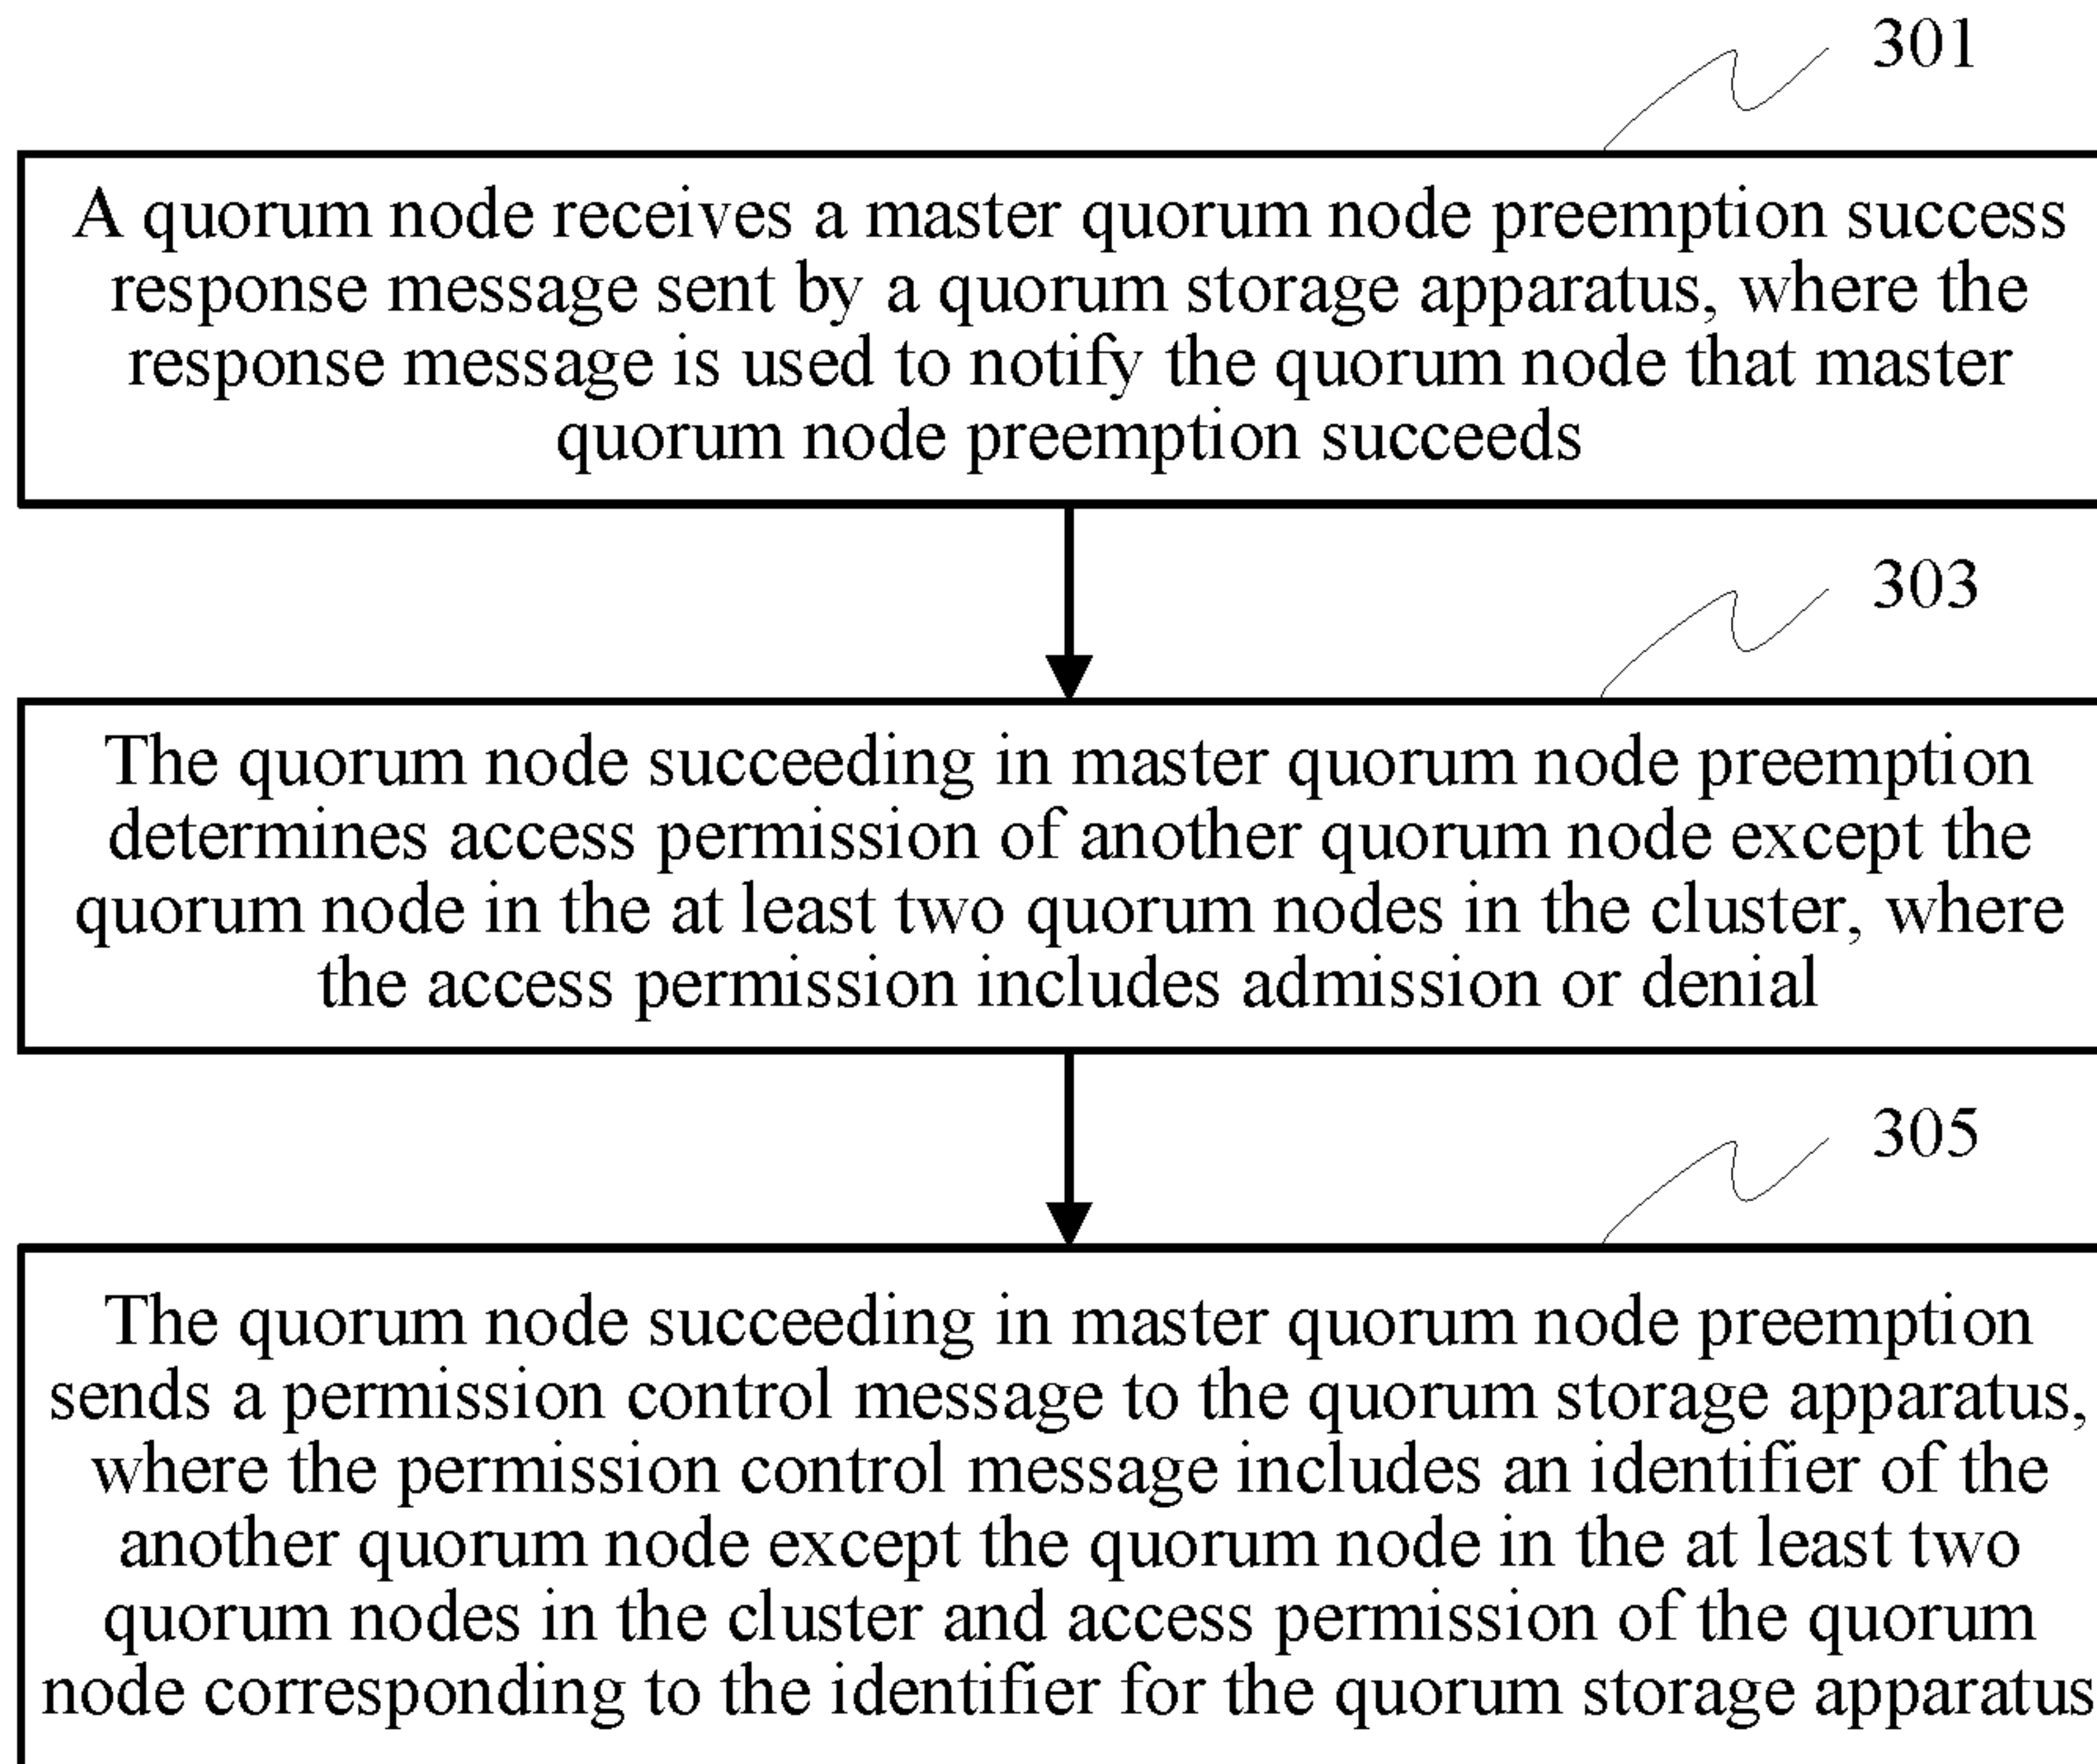 301
A quorum node receives a master quorum node preemption success
response message sent by a quorum storage apparatus, where the
response message is used to notify the quorum node that master
quorum node preemption succeeds
303
The quorum node succeeding in master quorum node preemption
determines access permission of another quorum node except the
quorum node in the at least two quorum nodes in the cluster, where
the access permission includes admission or denial
305
The quorum node succeeding in master quorum node preemption
sends a permission control message to the quorum storage apparatus,
where the permission control message includes an identifier of the
another quorum node except the quorum node in the at least two
quorum nodes in the cluster and access permission of the quorum
node corresponding to the identifier for the quorum storage apparatus